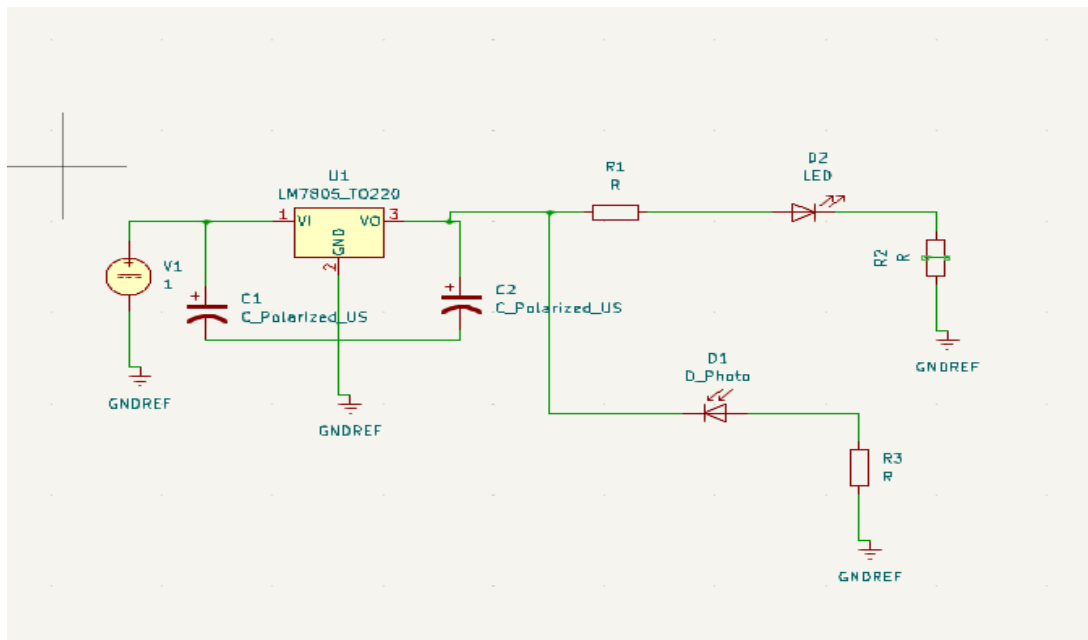 U1
LM7805_TO220
1
VI
VO
3
GND
2
V1
1
C1
C_Polarized_US
C2
C_Polarized_US
GNDREF
GNDREF
R1
R
D2
LED
R2
R
GNDREF
D1
D_Photo
R3
R
GNDREF